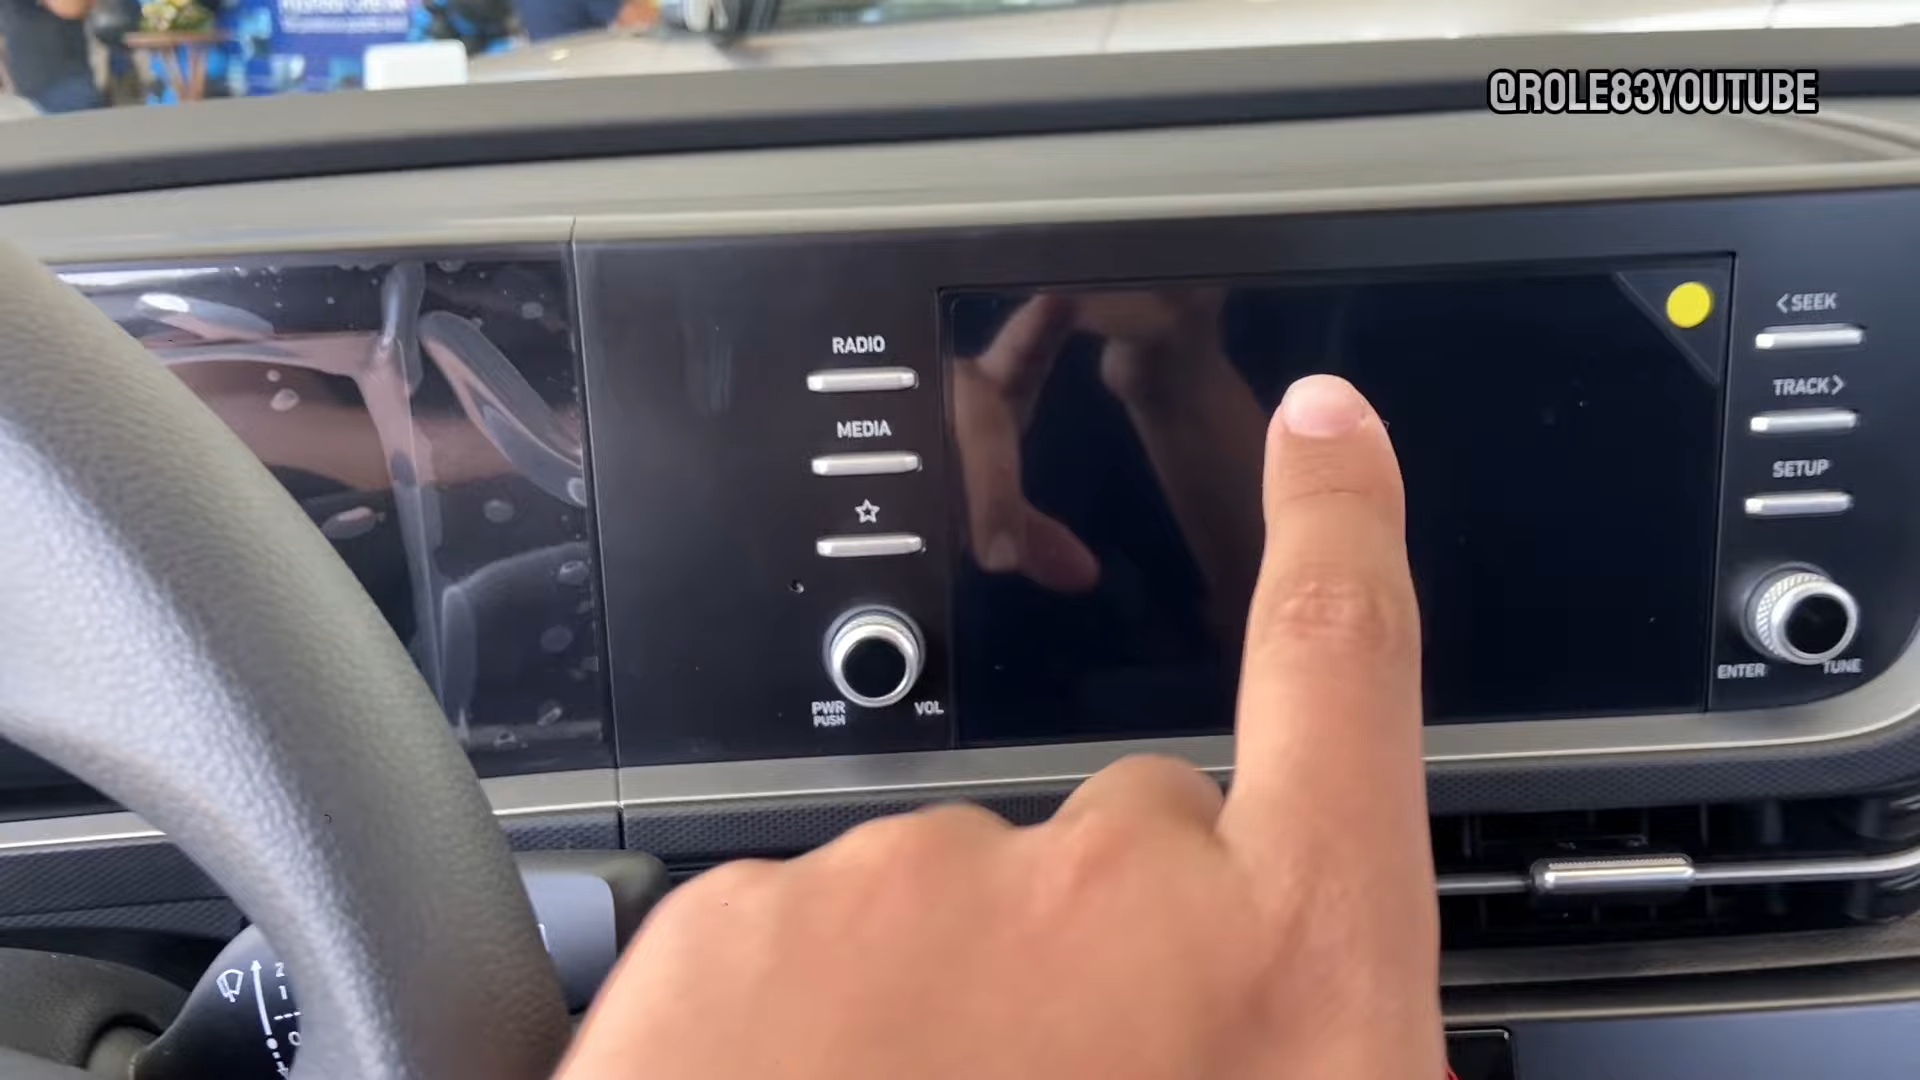 @ROLE83YOUTUBE
RADIO
MEDIA
PWR
PUSH
VOL
<SEEK
TRACK>
SETUP
ENTER
TUNE